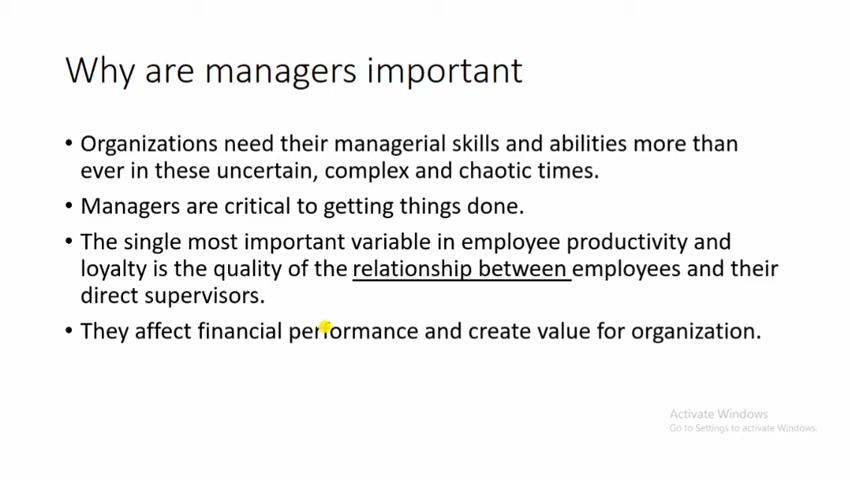 Why are managers important
• Organizations need their managerial skills and abilities more than
ever in these uncertain, complex and chaotic times.
• Managers are critical to getting things done.
• The single most important variable in employee productivity and
loyalty is the quality of the relationship between employees and their
direct supervisors.
• They affect financial performance and create value for organization.
Activate Windows
Go to Settings to activate Windows.